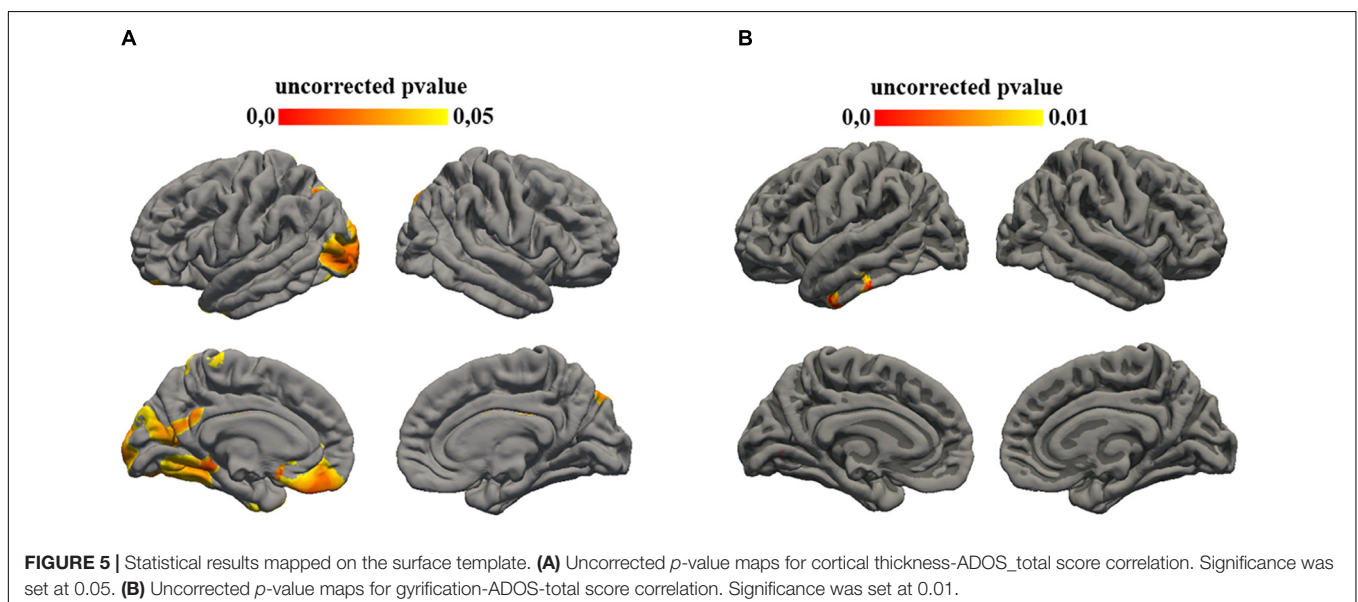 A
B
uncorrected pvalue
0,0 0,05
uncorrected pvalue
0,0 0,01
FIGURE 5 | Statistical results mapped on the surface template. (A) Uncorrected p-value maps for cortical thickness-ADOS_total score correlation. Significance was
set at 0.05. (B) Uncorrected p-value maps for gyrification-ADOS-total score correlation. Significance was set at 0.01.